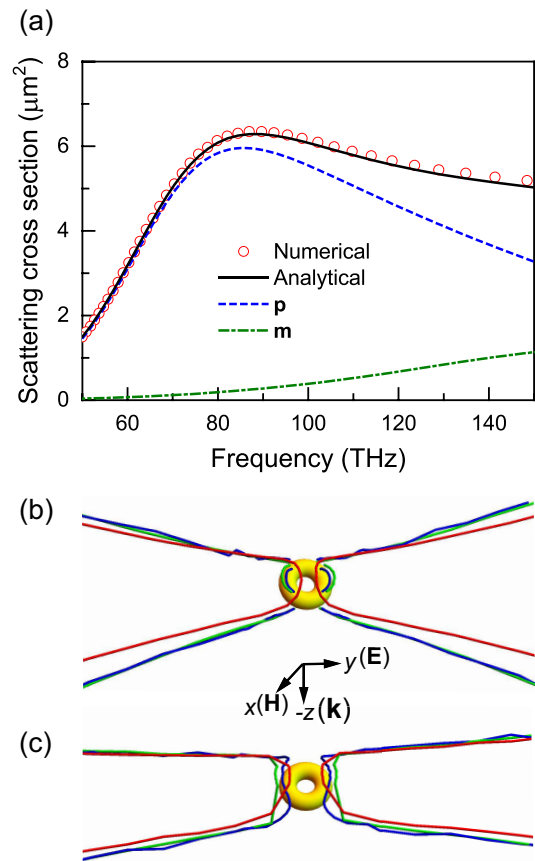 (a)
Scattering cross section (μm²)
8
6
4
2
0
Numerical
Analytical
p
m
60 80 100 120 140
Frequency (THz)
(b)
y(E)
x(H)
-z(k)
(c)